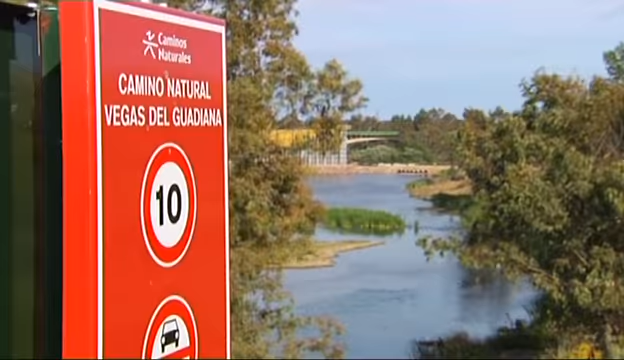 Caminos
Naturales
CAMINO NATURAL
VEGAS DEL GUADIANA
10